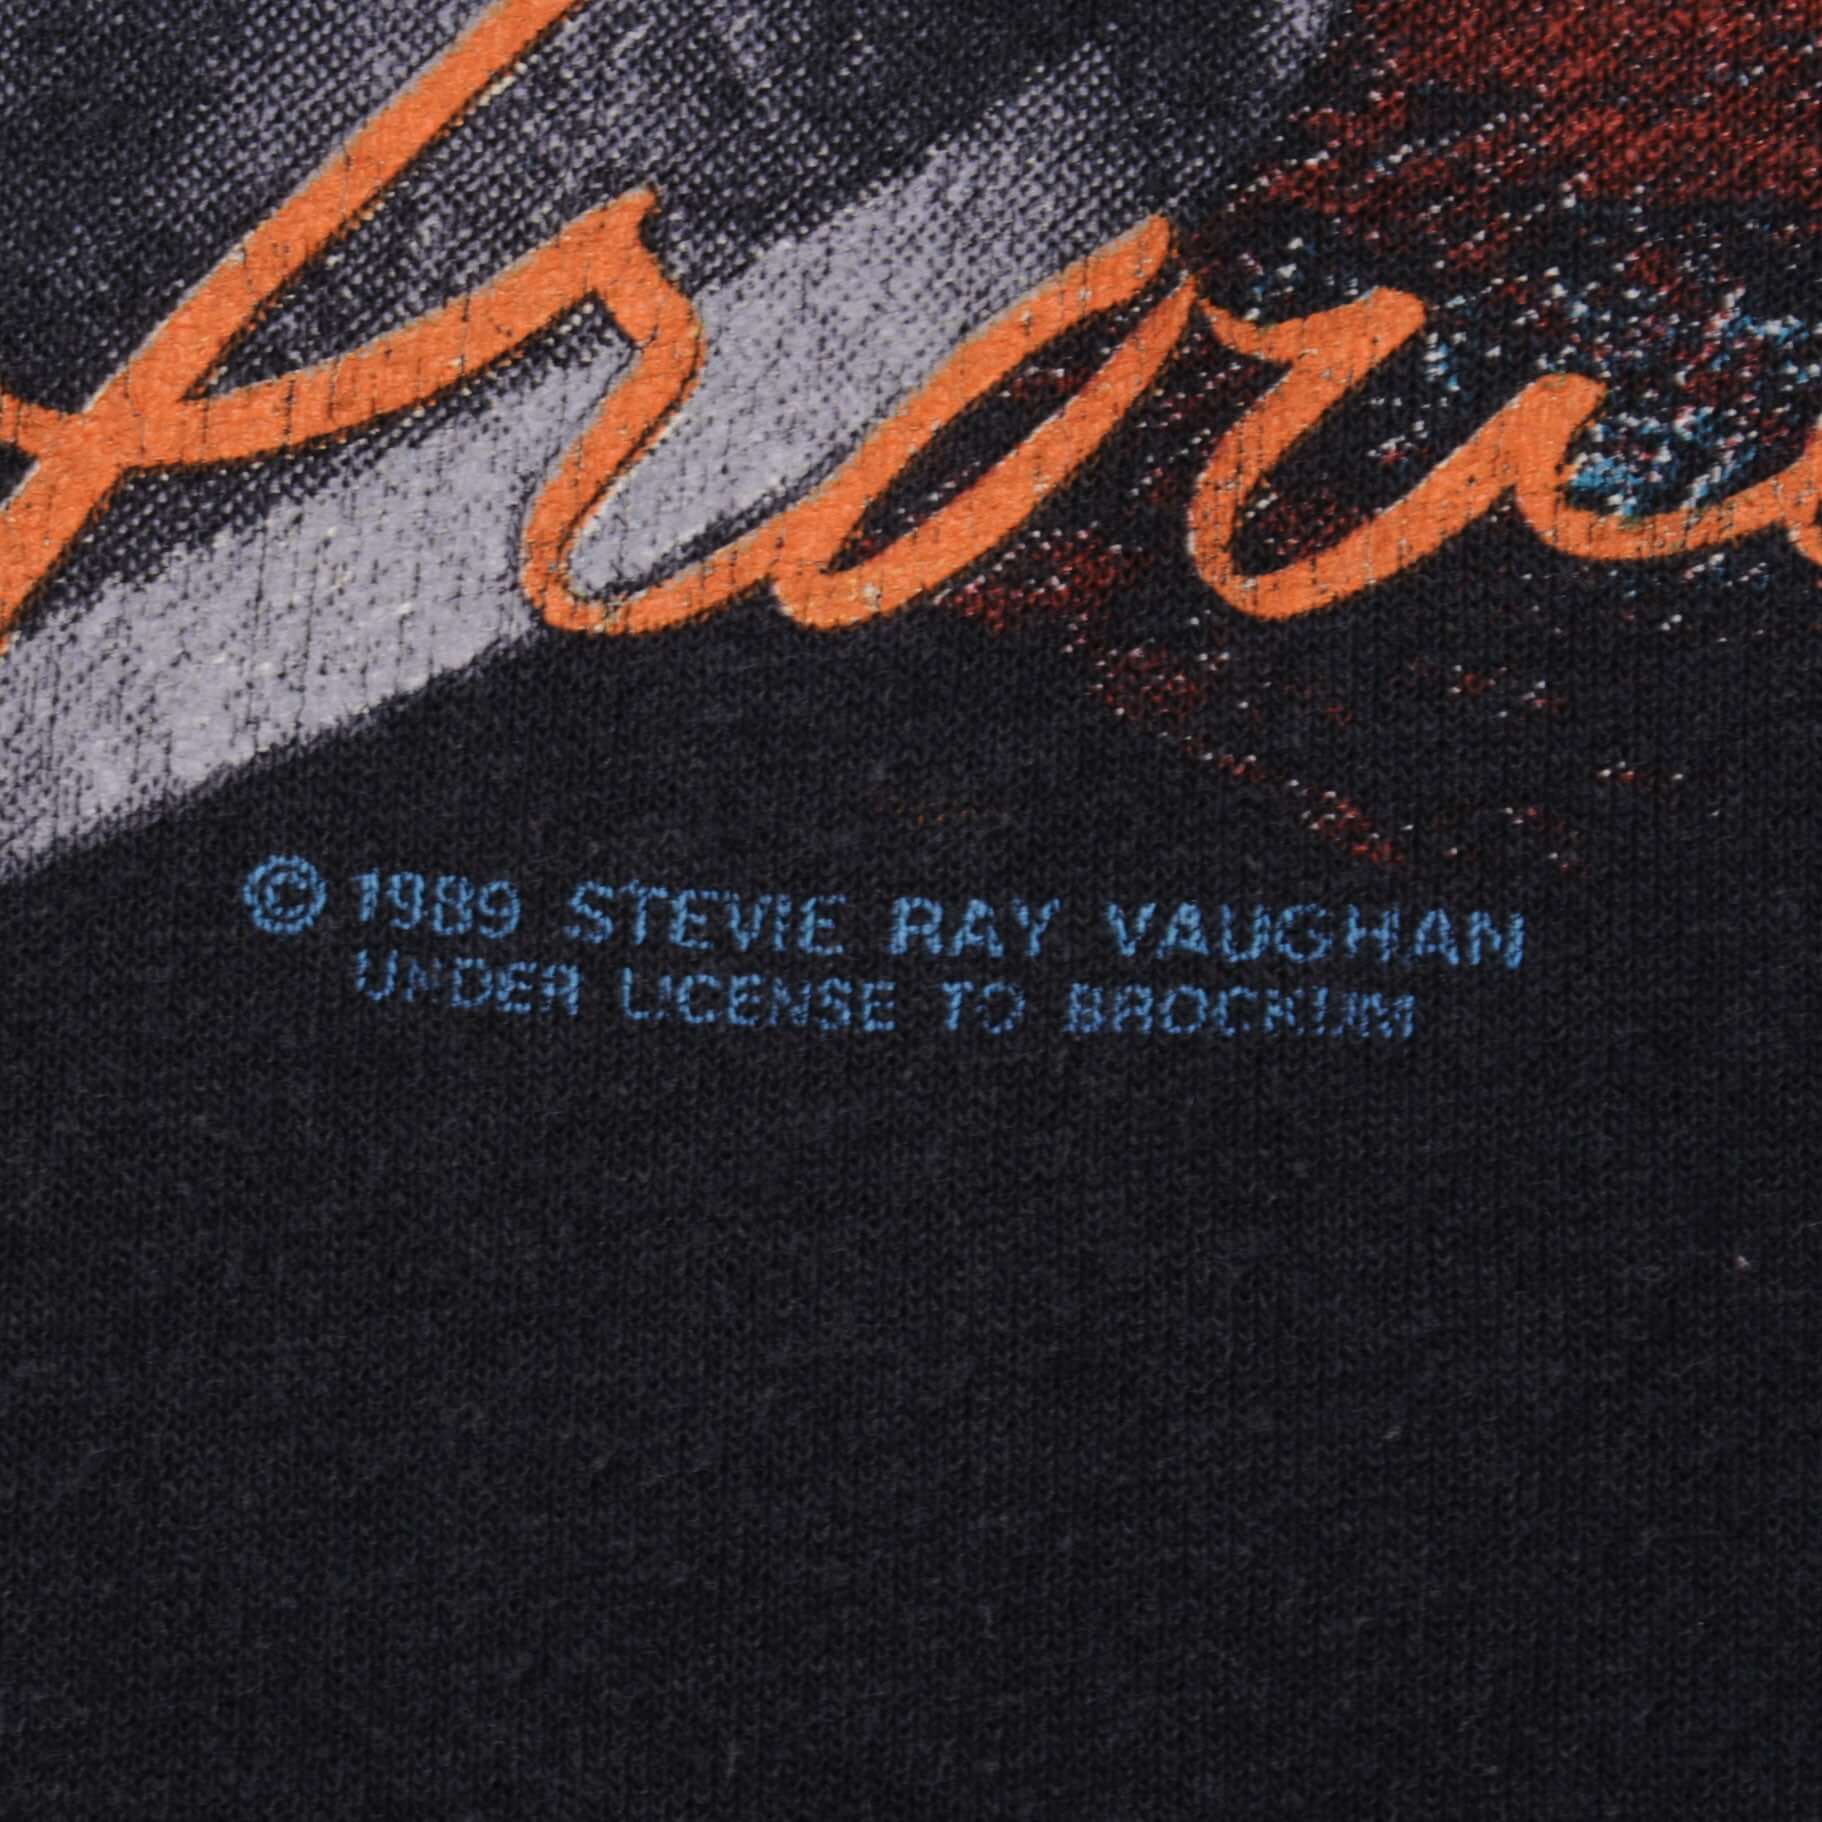 © 1989 STEVIE RAY VAUGHAN
UNDER LICENSE TO BROCKUM